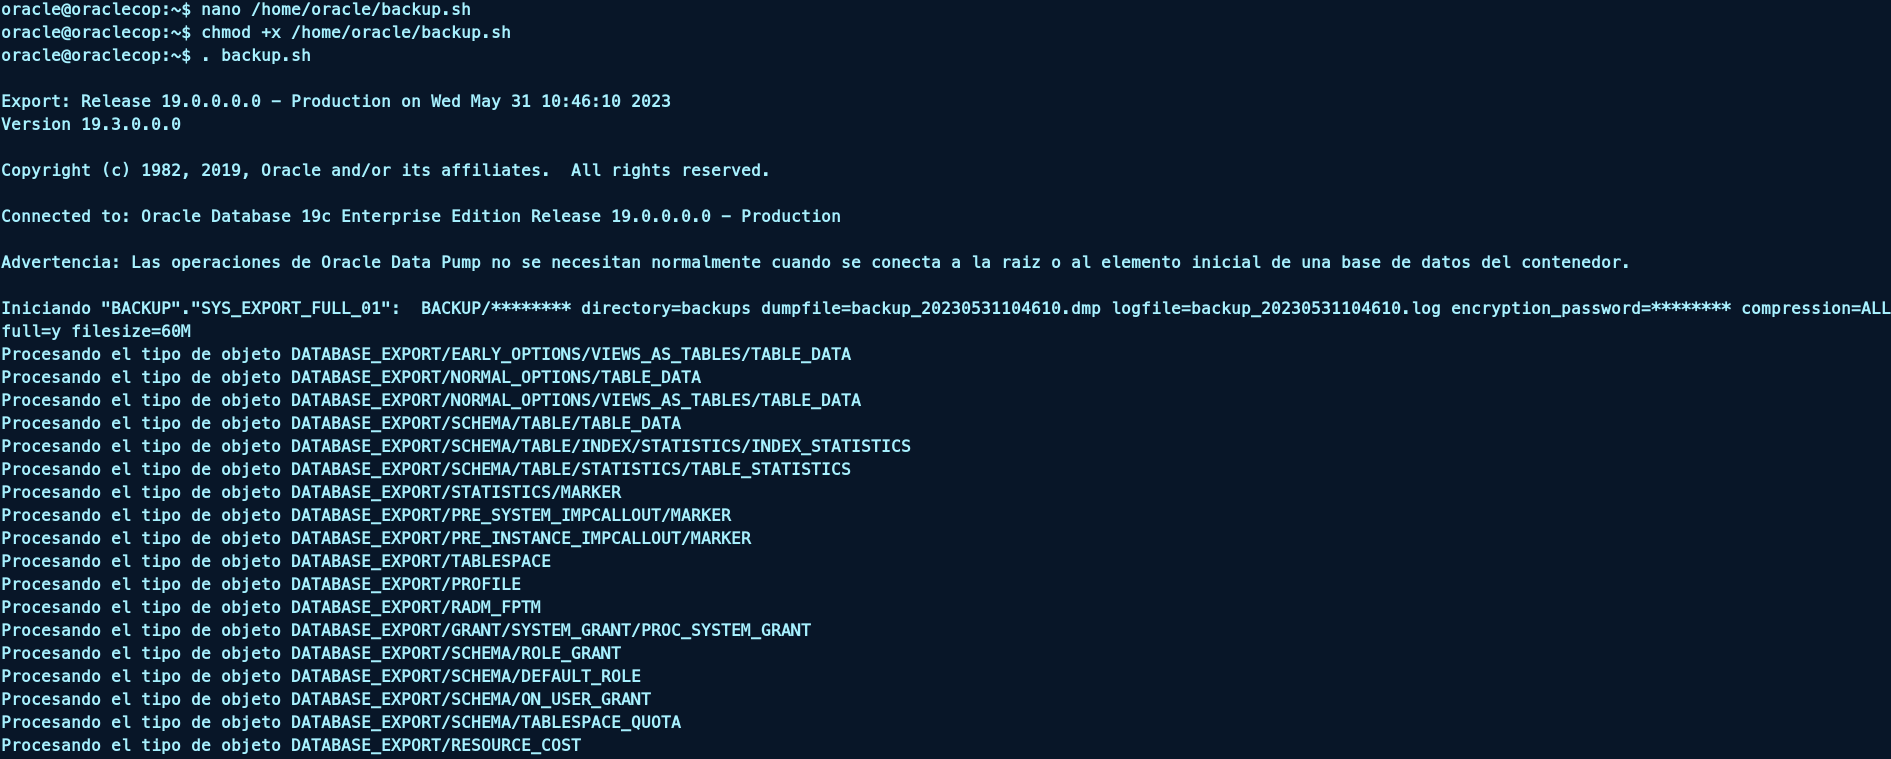 oracle@oraclecop:~$ nano /home/oracle/backup.sh
oracle@oraclecop:~$ chmod +x /home/oracle/backup.sh
oracle@oraclecop:~$ . backup.sh
Export: Release 19.0.0.0.0 - Production on Wed May 31 10:46:10 2023
Version 19.3.0.0.0
Copyright (c) 1982, 2019, Oracle and/or its affiliates.  All rights reserved.
Connected to: Oracle Database 19c Enterprise Edition Release 19.0.0.0.0 - Production
Advertencia: Las operaciones de Oracle Data Pump no se necesitan normalmente cuando se conecta a la raiz o al elemento inicial de una base de datos del contenedor.
Iniciando "BACKUP"."SYS_EXPORT_FULL_01":  BACKUP/******** directory=backups dumpfile=backup_20230531104610.dmp logfile=backup_20230531104610.log encryption_password=******** compression=ALL
full=y filesize=60M
Procesando el tipo de objeto DATABASE_EXPORT/EARLY_OPTIONS/VIEWS_AS_TABLES/TABLE_DATA
Procesando el tipo de objeto DATABASE_EXPORT/NORMAL_OPTIONS/TABLE_DATA
Procesando el tipo de objeto DATABASE_EXPORT/NORMAL_OPTIONS/VIEWS_AS_TABLES/TABLE_DATA
Procesando el tipo de objeto DATABASE_EXPORT/SCHEMA/TABLE/TABLE_DATA
Procesando el tipo de objeto DATABASE_EXPORT/SCHEMA/TABLE/INDEX/STATISTICS/INDEX_STATISTICS
Procesando el tipo de objeto DATABASE_EXPORT/SCHEMA/TABLE/STATISTICS/TABLE_STATISTICS
Procesando el tipo de objeto DATABASE_EXPORT/STATISTICS/MARKER
Procesando el tipo de objeto DATABASE_EXPORT/PRE_SYSTEM_IMPCALLOUT/MARKER
Procesando el tipo de objeto DATABASE_EXPORT/PRE_INSTANCE_IMPCALLOUT/MARKER
Procesando el tipo de objeto DATABASE_EXPORT/TABLESPACE
Procesando el tipo de objeto DATABASE_EXPORT/PROFILE
Procesando el tipo de objeto DATABASE_EXPORT/RADM_FPTM
Procesando el tipo de objeto DATABASE_EXPORT/GRANT/SYSTEM_GRANT/PROC_SYSTEM_GRANT
Procesando el tipo de objeto DATABASE_EXPORT/SCHEMA/ROLE_GRANT
Procesando el tipo de objeto DATABASE_EXPORT/SCHEMA/DEFAULT_ROLE
Procesando el tipo de objeto DATABASE_EXPORT/SCHEMA/ON_USER_GRANT
Procesando el tipo de objeto DATABASE_EXPORT/SCHEMA/TABLESPACE_QUOTA
Procesando el tipo de objeto DATABASE_EXPORT/RESOURCE_COST